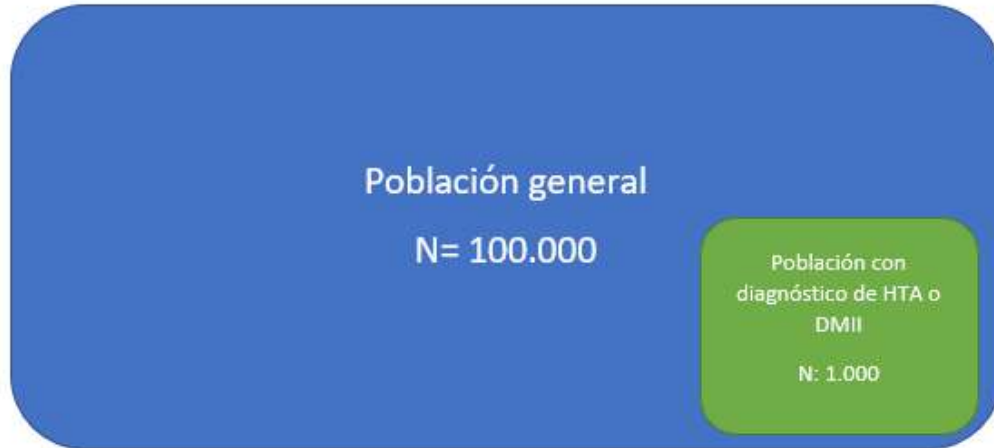 Población general
N= 100.000
Población con
diagnóstico de HTA o
DMII
N: 1.000